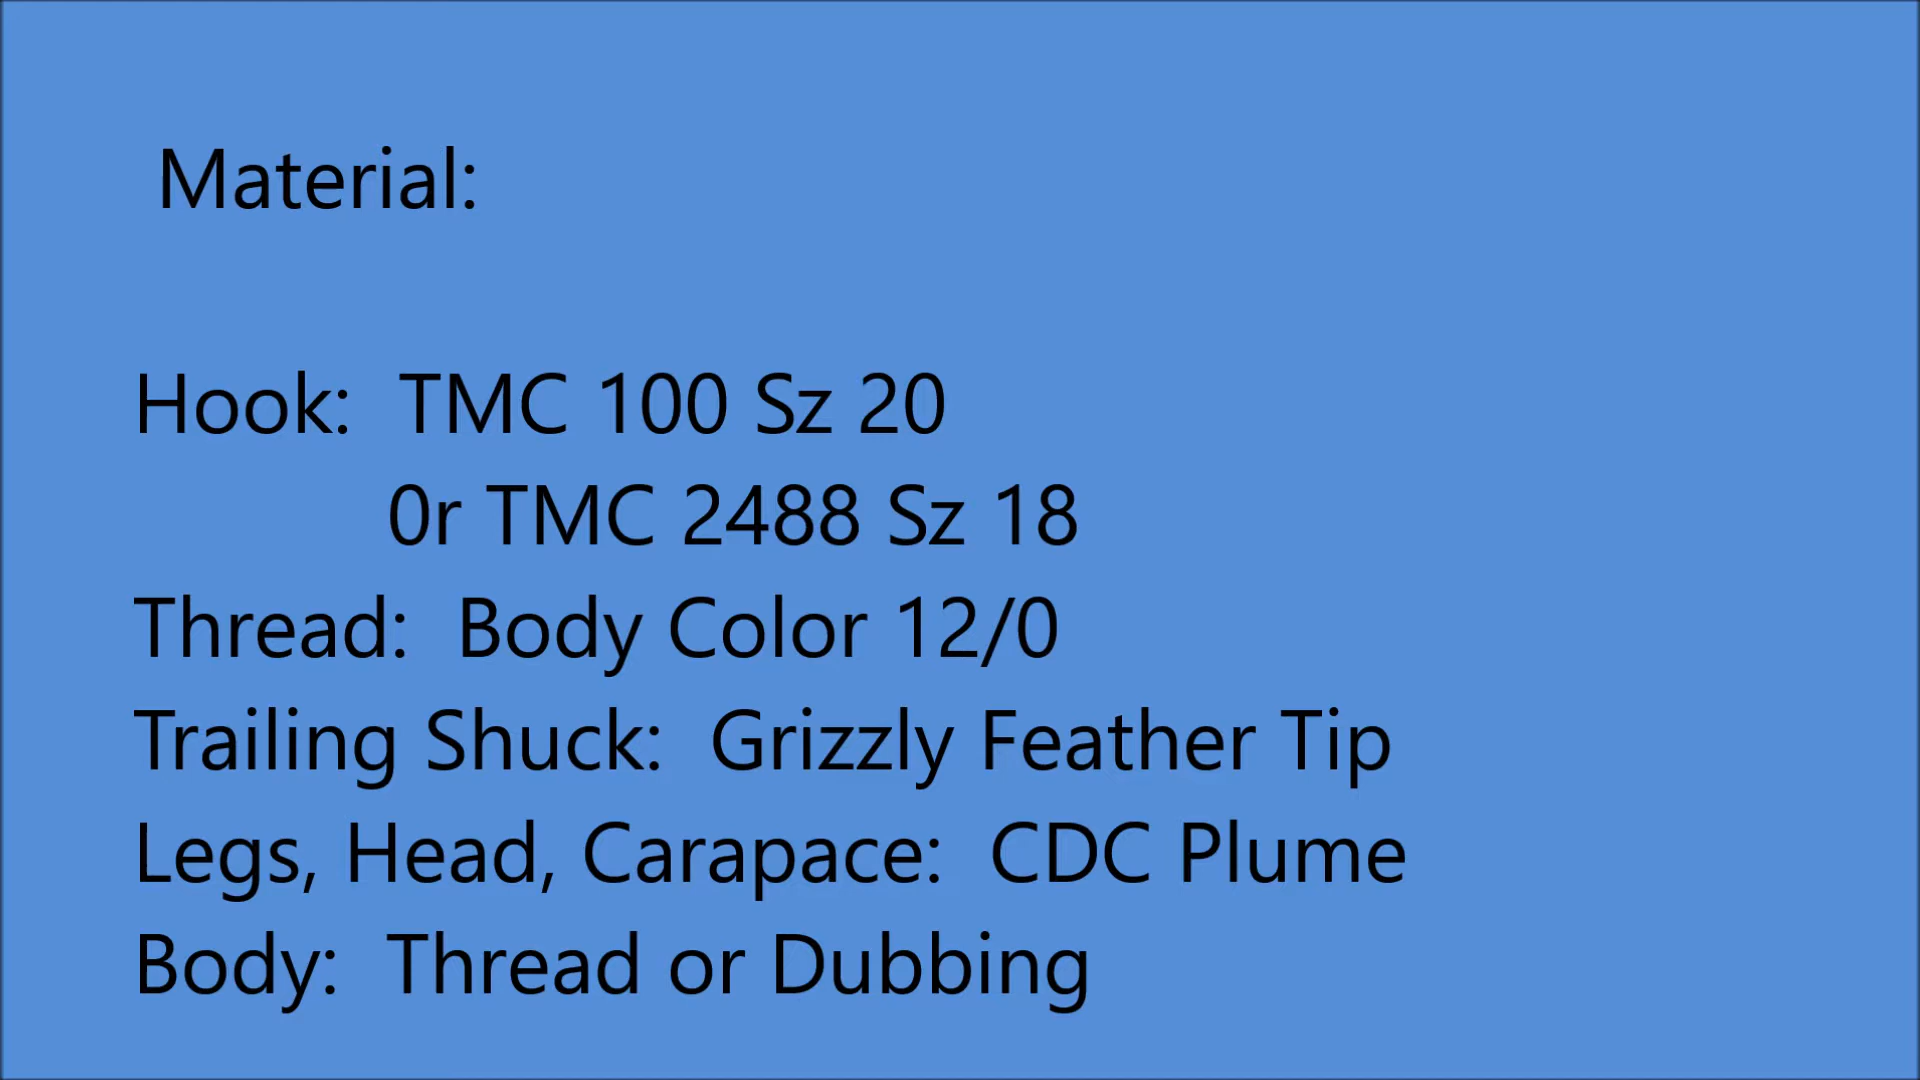 Material:
Hook: TMC 100 Sz 20
0r TMC 2488 Sz 18
Thread: Body Color 12/0
Trailing Shuck: Grizzly Feather Tip
Legs, Head, Carapace: CDC Plume
Body: Thread or Dubbing